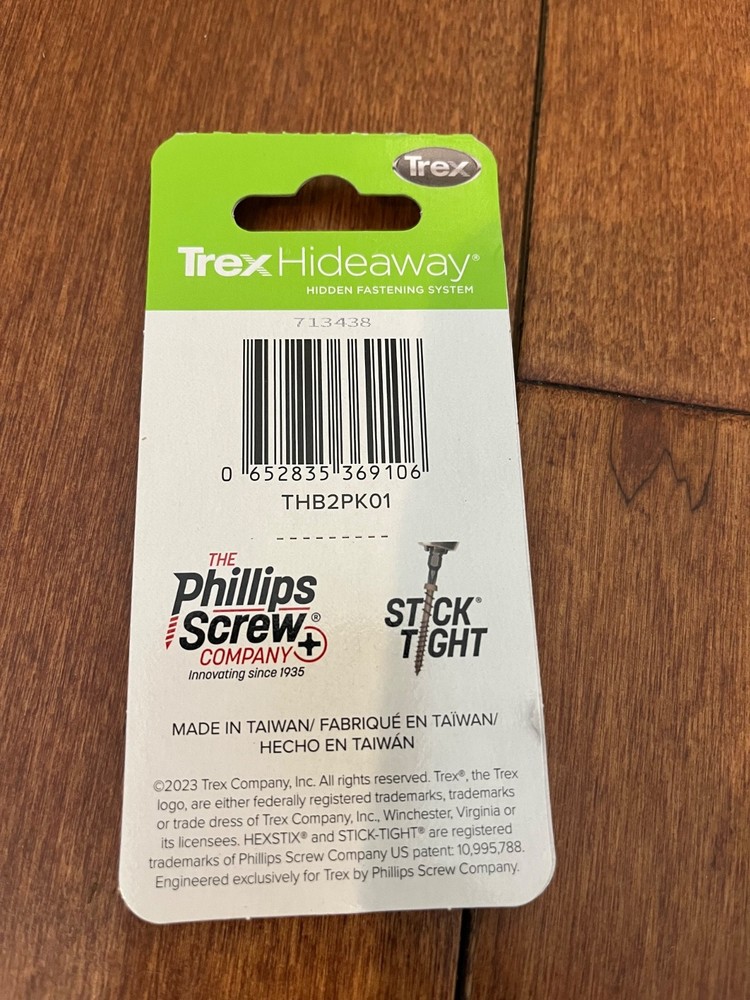 Trex
Trex Hideaway®
HIDDEN FASTENING SYSTEM
713438
0 652835 369106
THB2PK01
---------
THE
Phillips
Screw®
COMPANY
Innovating since 1935
STICK®
TIGHT
MADE IN TAIWAN/ FABRIQUÉ EN TAÏWAN/
HECHO EN TAIWÁN
©2023 Trex Company, Inc. All rights reserved. Trex®, the Trex
logo, are either federally registered trademarks, trademarks
or trade dress of Trex Company, Inc., Winchester, Virginia or
its licensees. HEXSTIX® and STICK-TIGHT® are registered
trademarks of Phillips Screw Company US patent: 10,995,788.
Engineered exclusively for Trex by Phillips Screw Company.